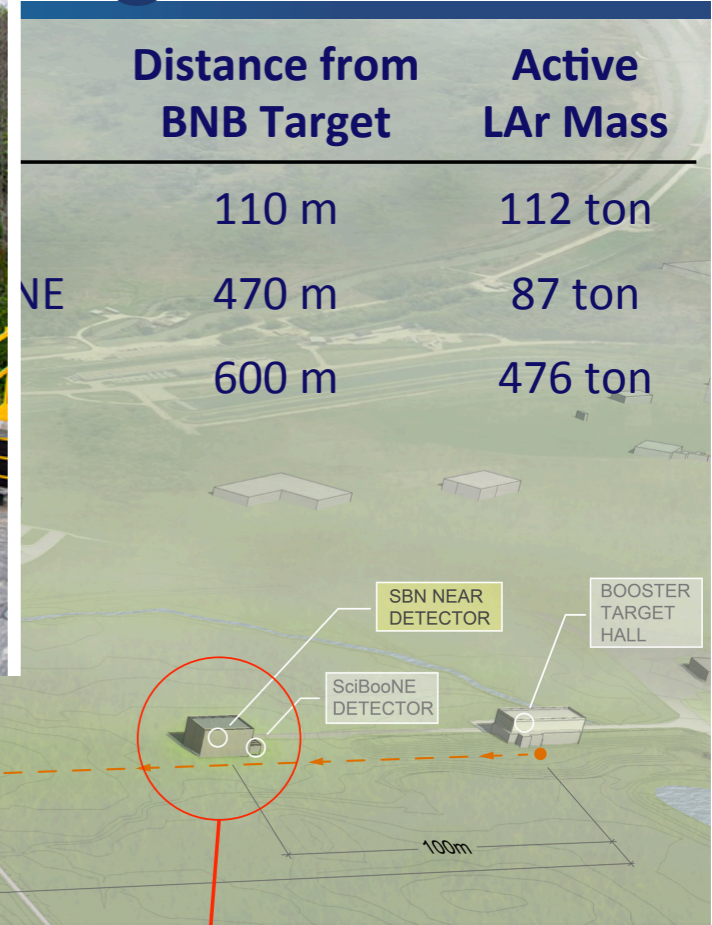 Distance from Active
BNB Target LAr Mass
110 m 112 ton
NE 470 m 87 ton
600 m 476 ton
SBN NEAR
DETECTOR
BOOSTER
TARGET
HALL
SciBooNE
DETECTOR
100m